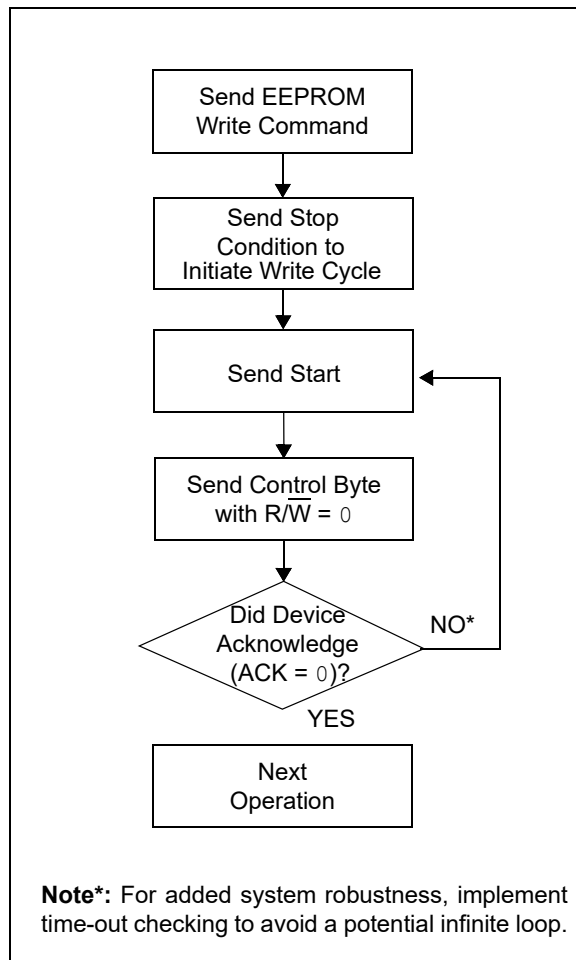 Send EEPROM
Write Command
Send Stop
Condition to
Initiate Write Cycle
Send Start
Send Control Byte
with R/W̅ = 0
Did Device
Acknowledge
(ACK = 0)?
NO*
YES
Next
Operation
Note*: For added system robustness, implement
time-out checking to avoid a potential infinite loop.